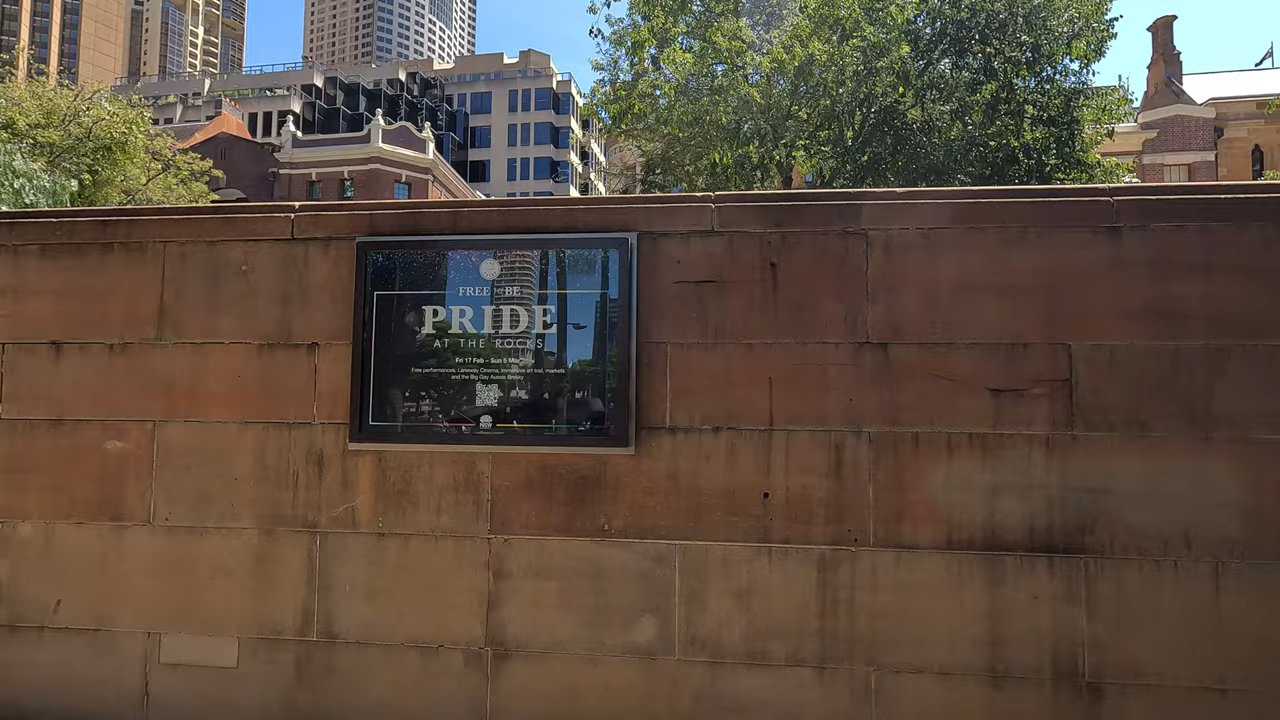 FREE TO BE
PRIDE
AT THE ROCKS
Fri 17 Feb – Sun 5 Mar
Free performances, Laneway Cinema, immersive art trail, markets
and the Big Gay Aussie Brekky
NSW